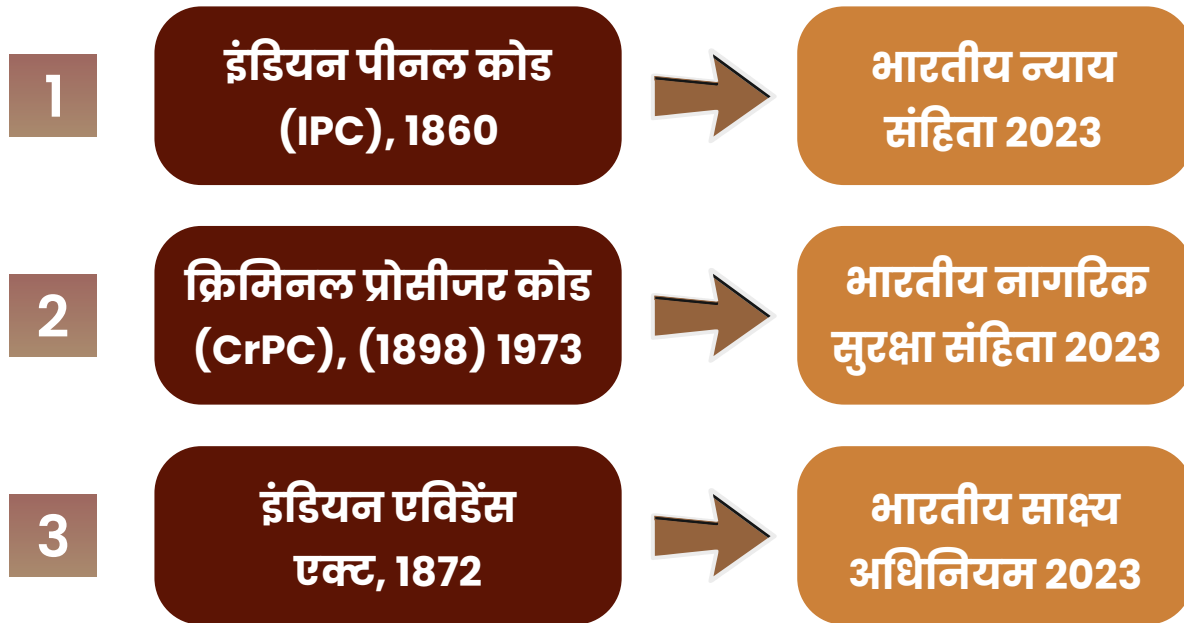 1
इंडियन पीनल कोड
(IPC), 1860
भारतीय न्याय
संहिता 2023
2
क्रिमिनल प्रोसीजर कोड
(CrPC), (1898) 1973
भारतीय नागरिक
सुरक्षा संहिता 2023
3
इंडियन एविडेंस
एक्ट, 1872
भारतीय साक्ष्य
अधिनियम 2023